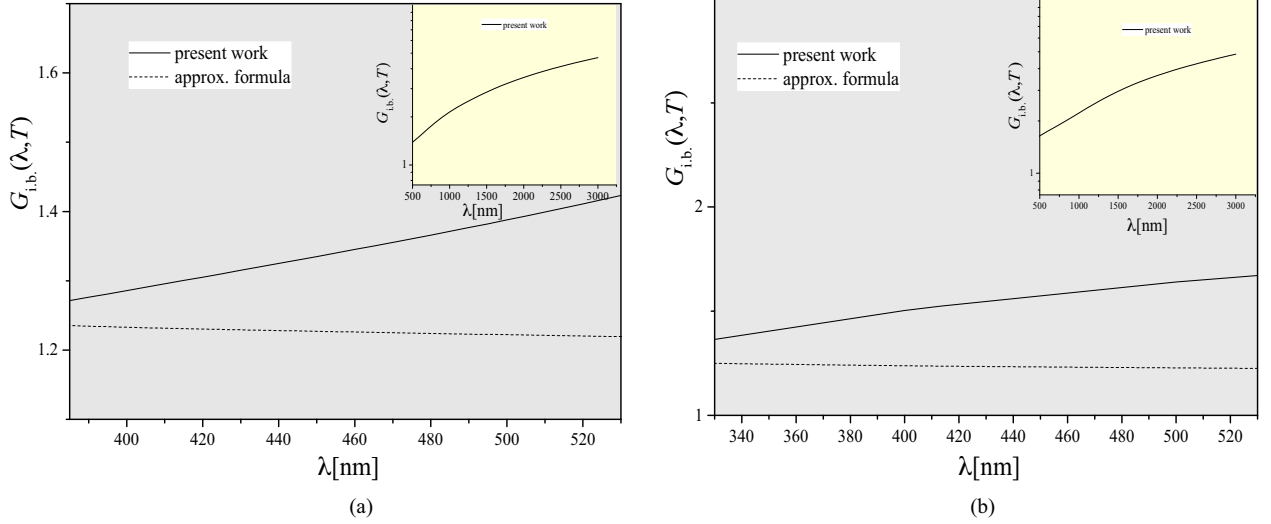 present work
approx. formula
G_i.b.(λ,T)
1.6
1.4
1.2
400 420 440 460 480 500 520
λ[nm]
present work
G_i.b.(λ,T)
1
500 1000 1500 2000 2500 3000
λ[nm]
(a)
present work
approx. formula
G_i.b.(λ,T)
2
1
340 360 380 400 420 440 460 480 500 520
λ[nm]
present work
G_i.b.(λ,T)
1
500 1000 1500 2000 2500 3000
λ[nm]
(b)